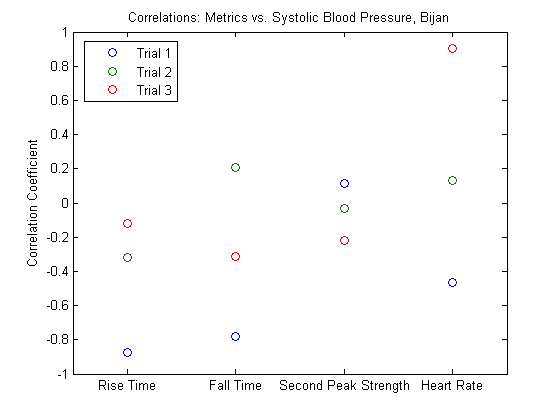 Correlations: Metrics vs. Systolic Blood Pressure, Bijan
Trial 1
Trial 2
Trial 3
Correlation Coefficient
1
0.8
0.6
0.4
0.2
0
-0.2
-0.4
-0.6
-0.8
-1
Rise Time Fall Time Second Peak Strength Heart Rate